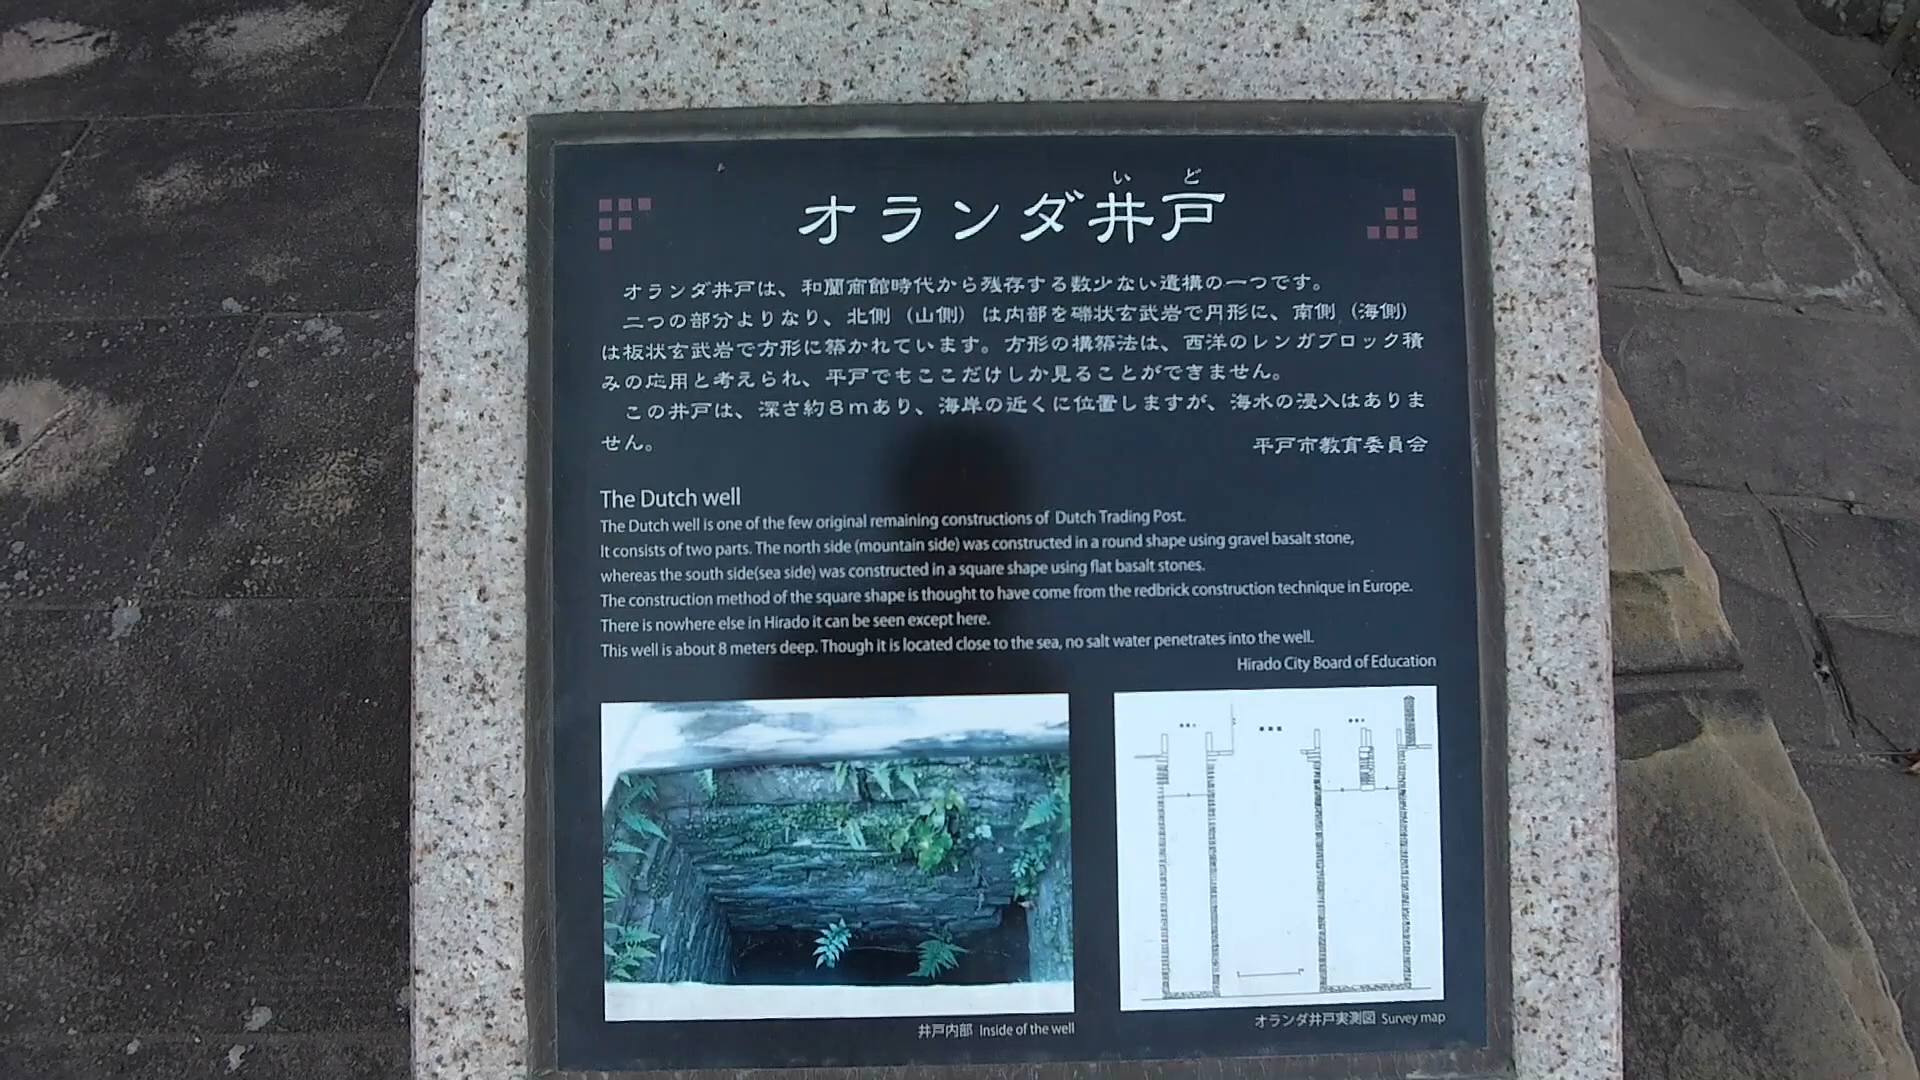 いど
オランダ井戸
オランダ井戸は、和蘭商館時代から残存する数少ない遺構の一つです。
二つの部分よりなり、北側（山側）は内部を礫状玄武岩で円形に、南側（海側）
は板状玄武岩で方形に築かれています。方形の構築法は、西洋のレンガブロック積
みの応用と考えられ、平戸でもここだけしか見ることができません。
この井戸は、深さ約８ｍあり、海岸の近くに位置しますが、海水の浸入はありま
せん。
平戸市教育委員会
The Dutch well
The Dutch well is one of the few original remaining constructions of Dutch Trading Post.
It consists of two parts. The north side (mountain side) was constructed in a round shape using gravel basalt stone,
whereas the south side(sea side) was constructed in a square shape using flat basalt stones.
The construction method of the square shape is thought to have come from the redbrick construction technique in Europe.
There is nowhere else in Hirado it can be seen except here.
This well is about 8 meters deep. Though it is located close to the sea, no salt water penetrates into the well.
Hirado City Board of Education
井戸内部 Inside of the well
オランダ井戸実測図 Survey map